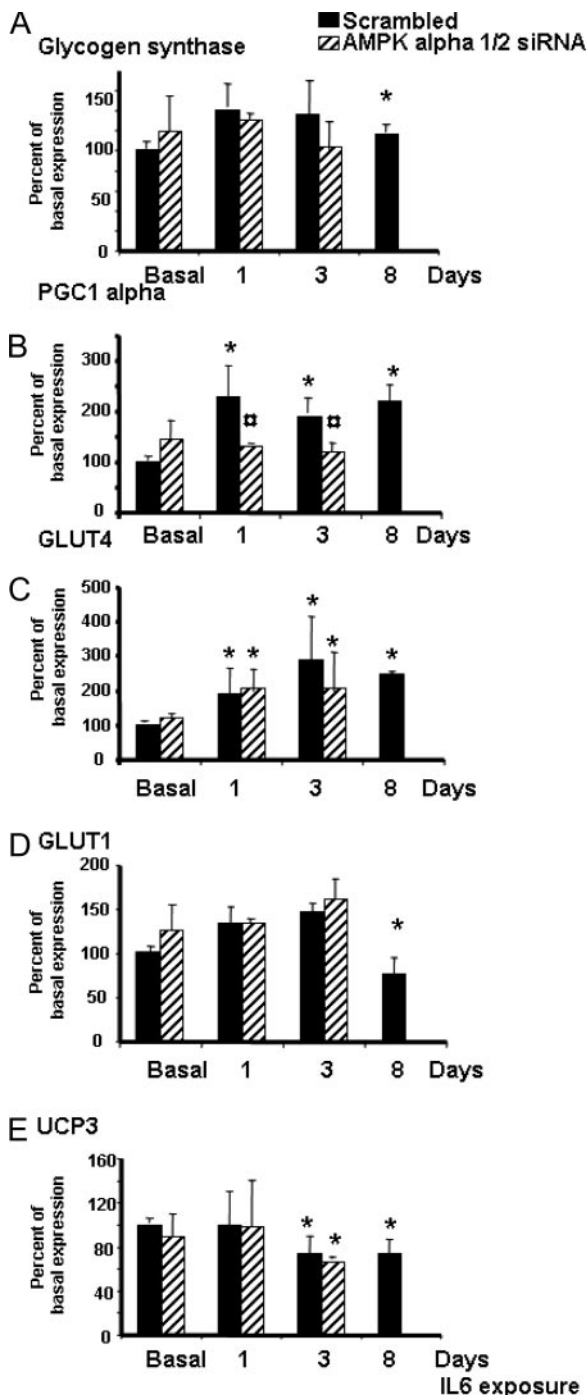 A
Glycogen synthase
Scrambled
AMPK alpha 1/2 siRNA
Percent of
basal expression
150
100
50
0
*
Basal 1 3 8 Days
PGC1 alpha
B
Percent of
basal expression
300
200
100
0
* ¤ * ¤ *
Basal 1 3 8 Days
GLUT4
C
Percent of
basal expression
500
400
300
200
100
0
* * * * *
Basal 1 3 8 Days
D GLUT1
Percent of
basal expression
200
150
100
50
0
*
Basal 1 3 8 Days
E UCP3
Percent of
basal expression
160
120
80
40
0
* * *
Basal 1 3 8 Days
IL6 exposure